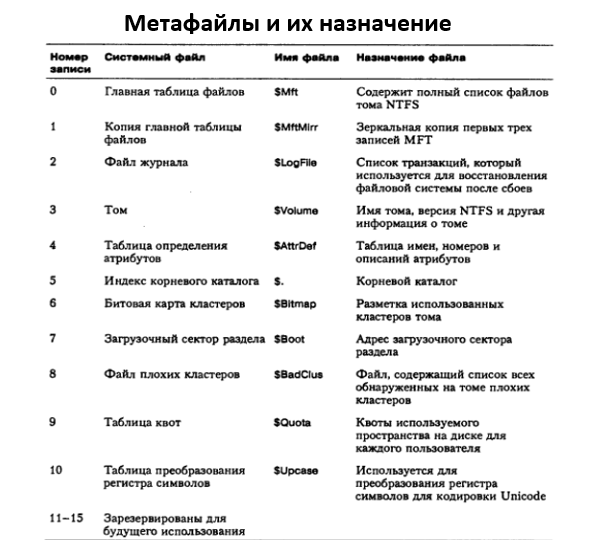 Метафайлы и их назначение
Номер записи Системный файл Имя файла Назначение файла
0 Главная таблица файлов $Mft Содержит полный список файлов
тома NTFS
1 Копия главной таблицы $MftMirr Зеркальная копия первых трех
файлов записей MFT
2 Файл журнала $LogFile Список транзакций, который
используется для восстановления
файловой системы после сбоев
3 Том $Volume Имя тома, версия NTFS и другая
информация о томе
4 Таблица определения $AttrDef Таблица имен, номеров и
атрибутов описаний атрибутов
5 Индекс корневого каталога $. Корневой каталог
6 Битовая карта кластеров $Bitmap Разметка использованных
кластеров тома
7 Загрузочный сектор раздела $Boot Адрес загрузочного сектора
раздела
8 Файл плохих кластеров $BadClus Файл, содержащий список всех
обнаруженных на томе плохих
кластеров
9 Таблица квот $Quota Квоты используемого
пространства на диске для
каждого пользователя
10 Таблица преобразования $Upcase Используется для
регистра символов преобразования регистра
символов для кодировки Unicode
11–15 Зарезервированы для
будущего использования